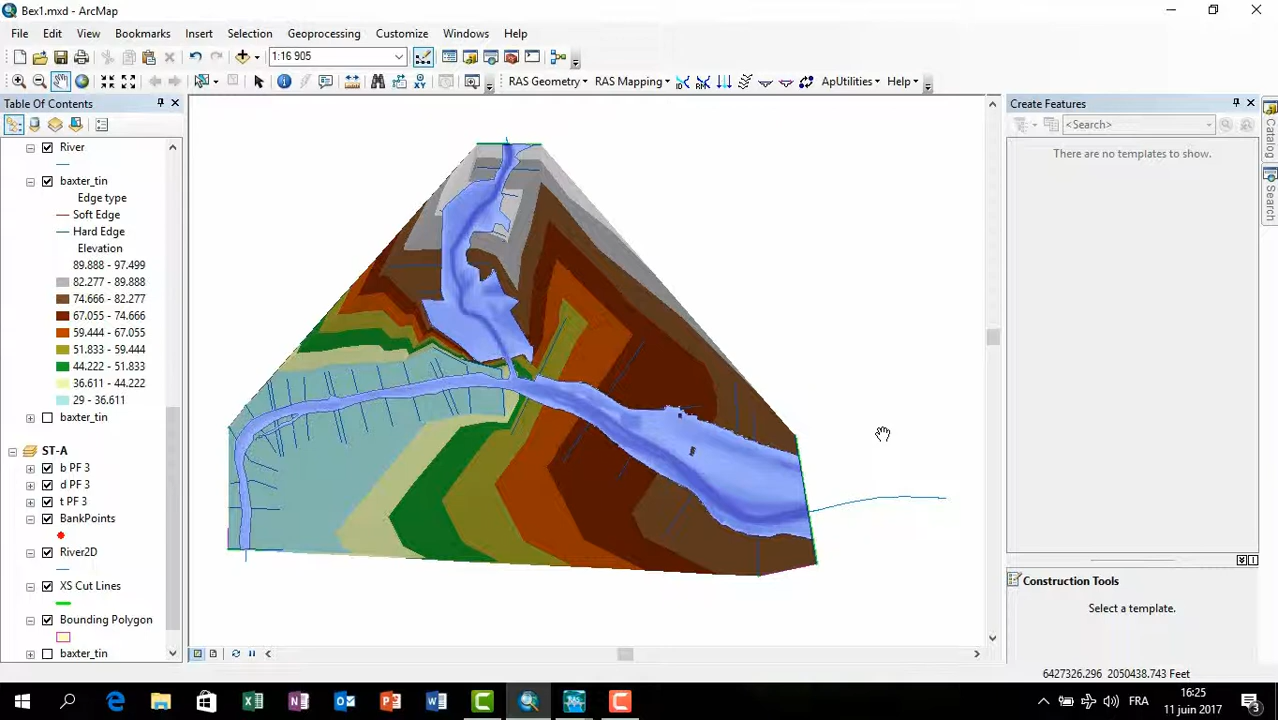 Bex1.mxd - ArcMap
File Edit View Bookmarks Insert Selection Geoprocessing Customize Windows Help
1:16 905
RAS Geometry RAS Mapping ApUtilities Help
Table Of Contents
River
baxter_tin
Edge type
Soft Edge
Hard Edge
Elevation
89.888 - 97.499
82.277 - 89.888
74.666 - 82.277
67.055 - 74.666
59.444 - 67.055
51.833 - 59.444
44.222 - 51.833
36.611 - 44.222
29 - 36.611
baxter_tin
ST-A
b PF 3
d PF 3
t PF 3
BankPoints
River2D
XS Cut Lines
Bounding Polygon
baxter_tin
Create Features
<Search>
There are no templates to show.
Construction Tools
Select a template.
Catalog
Search
6427326.296 2050438.743 Feet
FRA
16:25
11 juin 2017